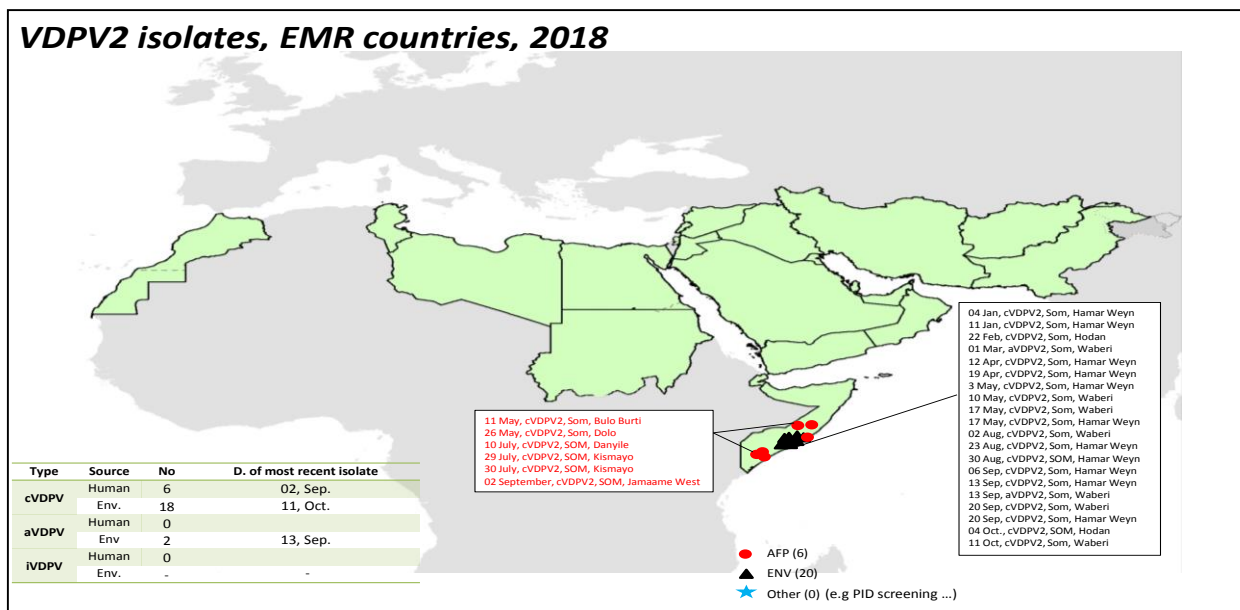 VDPV2 isolates, EMR countries, 2018
04 Jan, cVDPV2, Som, Hamar Weyn
11 Jan, cVDPV2, Som, Hamar Weyn
22 Feb, cVDPV2, Som, Hodan
01 Mar, aVDPV2, Som, Waberi
12 Apr, cVDPV2, Som, Hamar Weyn
19 Apr, cVDPV2, Som, Hamar Weyn
3 May, cVDPV2, Som, Hamar Weyn
10 May, cVDPV2, Som, Waberi
17 May, cVDPV2, Som, Waberi
17 May, cVDPV2, Som, Hamar Weyn
02 Aug, cVDPV2, Som, Waberi
23 Aug, cVDPV2, Som, Hamar Weyn
30 Aug, cVDPV2, SOM, Hamar Weyn
06 Sep, cVDPV2, Som, Hamar Weyn
13 Sep, cVDPV2, Som, Hamar Weyn
13 Sep, aVDPV2, Som, Waberi
20 Sep, cVDPV2, Som, Waberi
20 Sep, cVDPV2, Som, Hamar Weyn
04 Oct., cVDPV2, SOM, Hodan
11 Oct, cVDPV2, Som, Waberi
11 May, cVDPV2, Som, Bulo Burti
26 May, cVDPV2, Som, Dolo
10 July, cVDPV2, SOM, Danyile
29 July, cVDPV2, SOM, Kismayo
30 July, cVDPV2, SOM, Kismayo
02 September, cVDPV2, SOM, Jamaame West
Type Source No D. of most recent isolate
cVDPV Human 6 02, Sep.
Env. 18 11, Oct.
aVDPV Human 0
Env 2 13, Sep.
iVDPV Human 0
Env. - -
AFP (6)
ENV (20)
Other (0) (e.g PID screening ...)